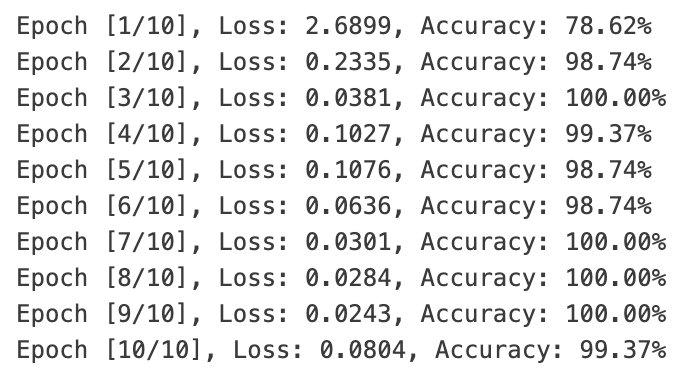 Epoch [1/10], Loss: 2.6899, Accuracy: 78.62%
Epoch [2/10], Loss: 0.2335, Accuracy: 98.74%
Epoch [3/10], Loss: 0.0381, Accuracy: 100.00%
Epoch [4/10], Loss: 0.1027, Accuracy: 99.37%
Epoch [5/10], Loss: 0.1076, Accuracy: 98.74%
Epoch [6/10], Loss: 0.0636, Accuracy: 98.74%
Epoch [7/10], Loss: 0.0301, Accuracy: 100.00%
Epoch [8/10], Loss: 0.0284, Accuracy: 100.00%
Epoch [9/10], Loss: 0.0243, Accuracy: 100.00%
Epoch [10/10], Loss: 0.0804, Accuracy: 99.37%